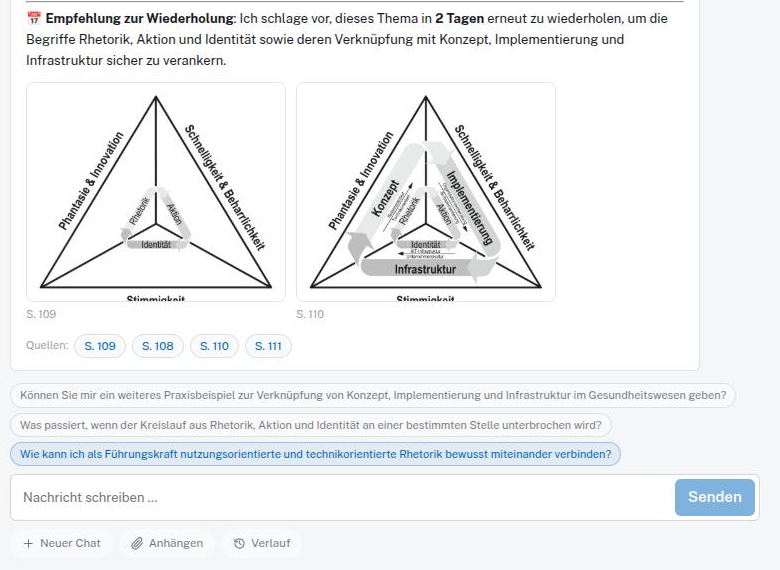 📅 Empfehlung zur Wiederholung: Ich schlage vor, dieses Thema in 2 Tagen erneut zu wiederholen, um die
Begriffe Rhetorik, Aktion und Identität sowie deren Verknüpfung mit Konzept, Implementierung und
Infrastruktur sicher zu verankern.
Phantasie & Innovation
Schnelligkeit & Beharrlichkeit
Rhetorik
Aktion
Identität
Stimmigkeit
Phantasie & Innovation
Schnelligkeit & Beharrlichkeit
Konzept
Implementierung
Rhetorik
Aktion
Identität
Infrastruktur
Stimmigkeit
S. 109
S. 110
Quellen: S. 109 S. 108 S. 110 S. 111
Können Sie mir ein weiteres Praxisbeispiel zur Verknüpfung von Konzept, Implementierung und Infrastruktur im Gesundheitswesen geben?
Was passiert, wenn der Kreislauf aus Rhetorik, Aktion und Identität an einer bestimmten Stelle unterbrochen wird?
Wie kann ich als Führungskraft nutzungsorientierte und technikorientierte Rhetorik bewusst miteinander verbinden?
Nachricht schreiben ...
Senden
+ Neuer Chat
Anhängen
Verlauf